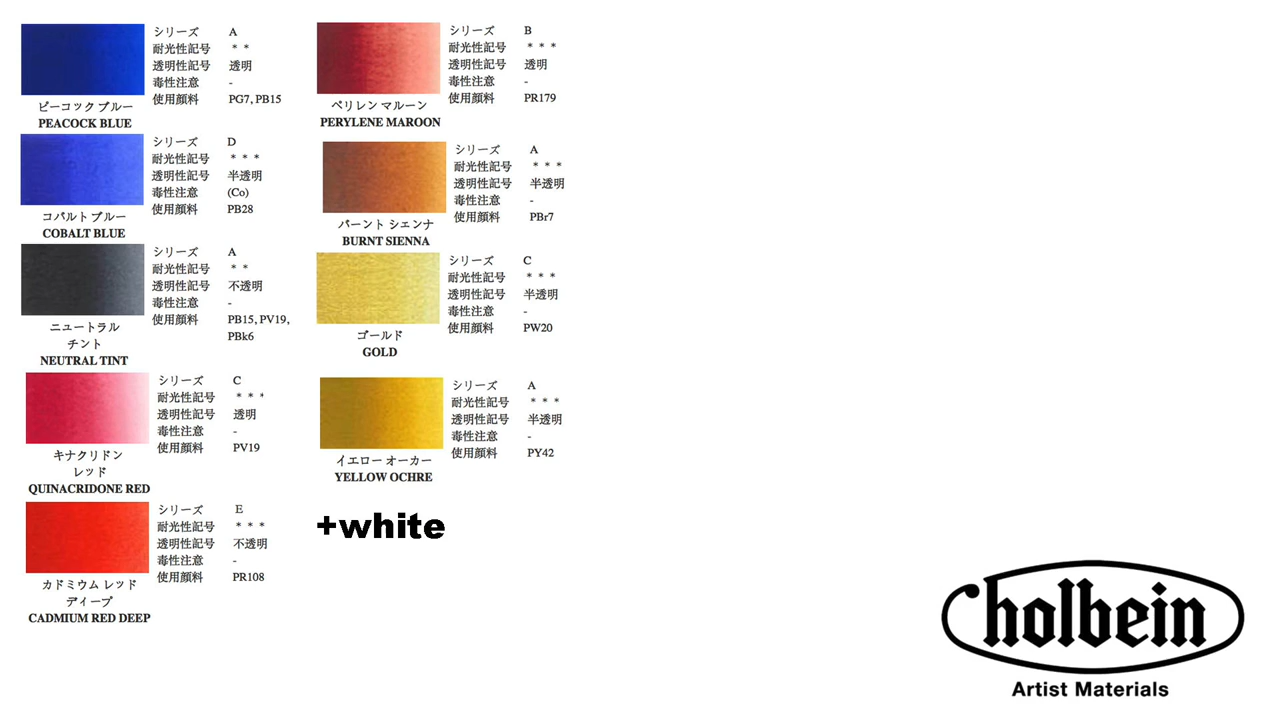 シリーズ A
耐光性記号 * *
透明性記号 透明
毒性注意 -
使用顔料 PG7, PB15
ピーコック ブルー
PEACOCK BLUE
シリーズ D
耐光性記号 * * *
透明性記号 半透明
毒性注意 (Co)
使用顔料 PB28
コバルト ブルー
COBALT BLUE
シリーズ A
耐光性記号 * *
透明性記号 不透明
毒性注意 -
使用顔料 PB15, PV19,
PBk6
ニュートラル
チント
NEUTRAL TINT
シリーズ C
耐光性記号 * * *
透明性記号 透明
毒性注意 -
使用顔料 PV19
キナクリドン
レッド
QUINACRIDONE RED
シリーズ E
耐光性記号 * * *
透明性記号 不透明
毒性注意 -
使用顔料 PR108
カドミウム レッド
ディープ
CADMIUM RED DEEP
シリーズ B
耐光性記号 * * *
透明性記号 透明
毒性注意 -
使用顔料 PR179
ペリレン マルーン
PERYLENE MAROON
シリーズ A
耐光性記号 * * *
透明性記号 半透明
毒性注意 -
使用顔料 PBr7
バーント シェンナ
BURNT SIENNA
シリーズ C
耐光性記号 * * *
透明性記号 半透明
毒性注意 -
使用顔料 PW20
ゴールド
GOLD
シリーズ A
耐光性記号 * * *
透明性記号 半透明
毒性注意 -
使用顔料 PY42
イエロー オーカー
YELLOW OCHRE
+white
holbein
Artist Materials